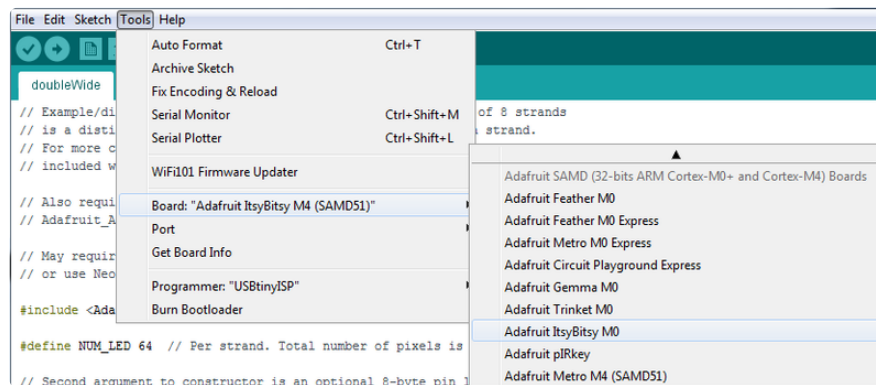 File Edit Sketch Tools Help
Auto Format Ctrl+T
Archive Sketch
Fix Encoding & Reload
Serial Monitor Ctrl+Shift+M
Serial Plotter Ctrl+Shift+L
WiFi101 Firmware Updater
Board: "Adafruit ItsyBitsy M4 (SAMD51)"
Port
Get Board Info
Programmer: "USBtinyISP"
Burn Bootloader
Adafruit SAMD (32-bits ARM Cortex-M0+ and Cortex-M4) Boards
Adafruit Feather M0
Adafruit Feather M0 Express
Adafruit Metro M0 Express
Adafruit Circuit Playground Express
Adafruit Gemma M0
Adafruit Trinket M0
Adafruit ItsyBitsy M0
Adafruit pIRkey
Adafruit Metro M4 (SAMD51)
doubleWide
// Example/di of 8 strands
// is a disti strand.
// For more c
// included w
// Also requi
// Adafruit_A
// May requir
// or use Neo
#include <Ada
#define NUM_LED 64 // Per strand. Total number of pixels is
// Second argument to constructor is an optional 8-byte pin l